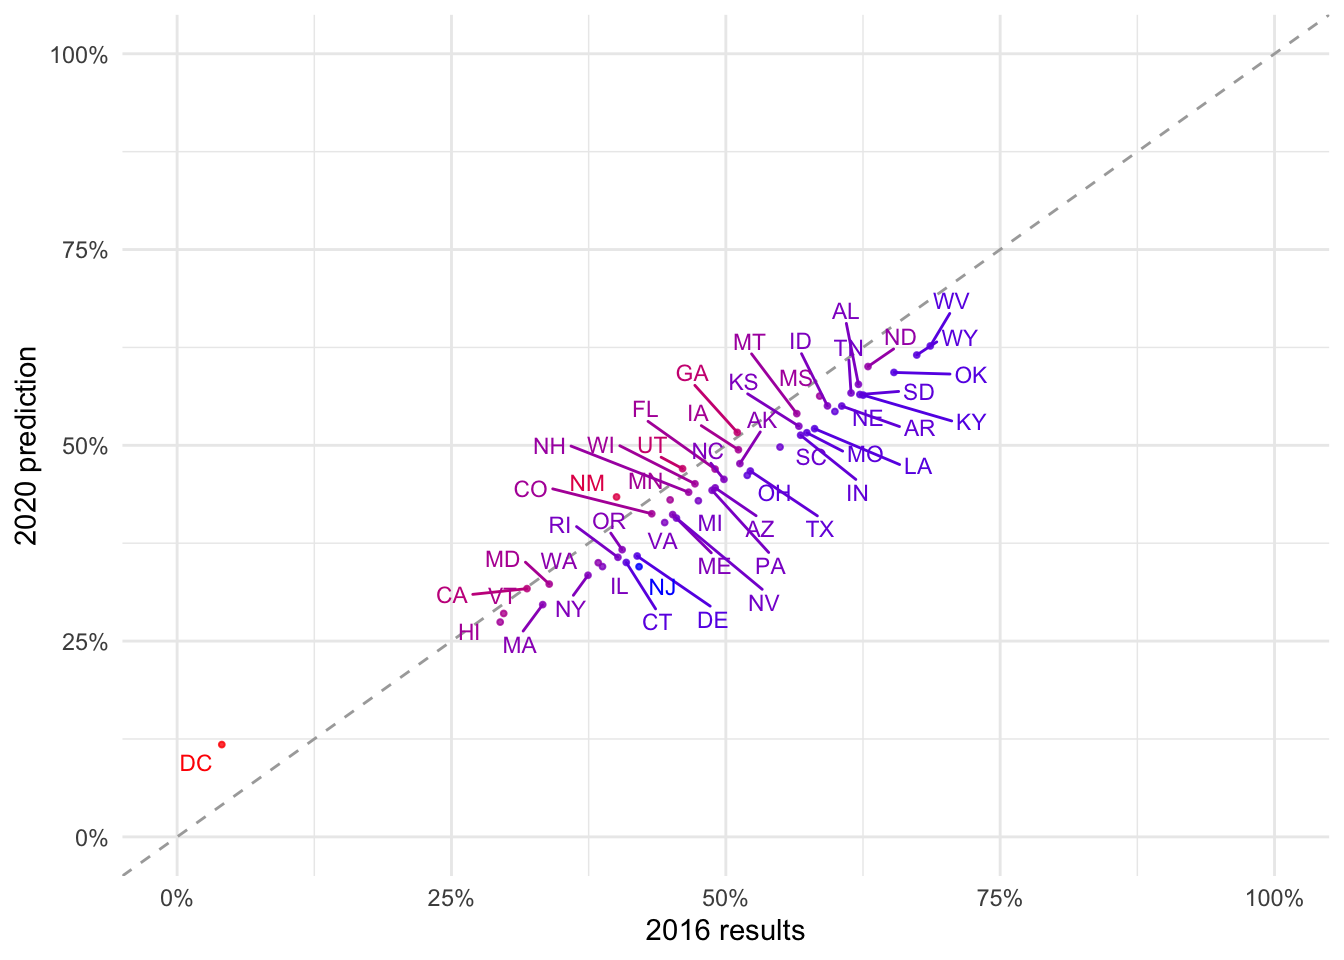 100%
75%
50%
25%
0%
2020 prediction
WV
AL
WY
ND
ID
MT
TN
GA
MS
KS
OK
SD
FL
IA
AK
NE
AR
KY
NH
WI
UT
NC
SC
MO
LA
NM
MN
CO
OH
IN
RI
OR
MI
AZ
TX
VA
MD
WA
ME
PA
CA
VT
IL
NJ
NY
NV
HI
MA
CT
DE
DC
0%
25%
50%
75%
100%
2016 results